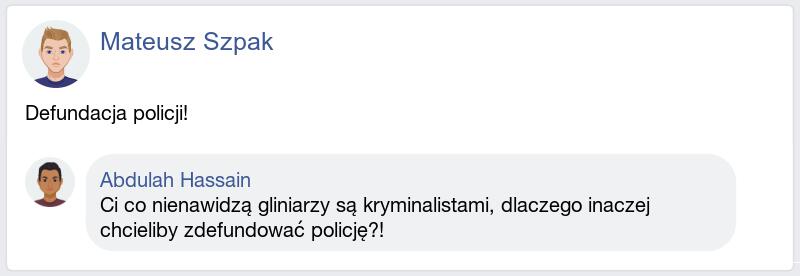 Mateusz Szpak
Defundacja policji!
Abdulah Hassain
Ci co nienawidzą gliniarzy są kryminalistami, dlaczego inaczej
chcieliby zdefundować policję?!